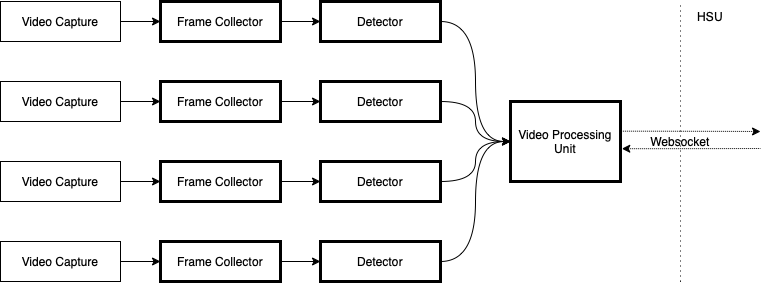 Video Capture
Frame Collector
Detector
HSU
Video Capture
Frame Collector
Detector
Video Processing
Unit
Websocket
Video Capture
Frame Collector
Detector
Video Capture
Frame Collector
Detector